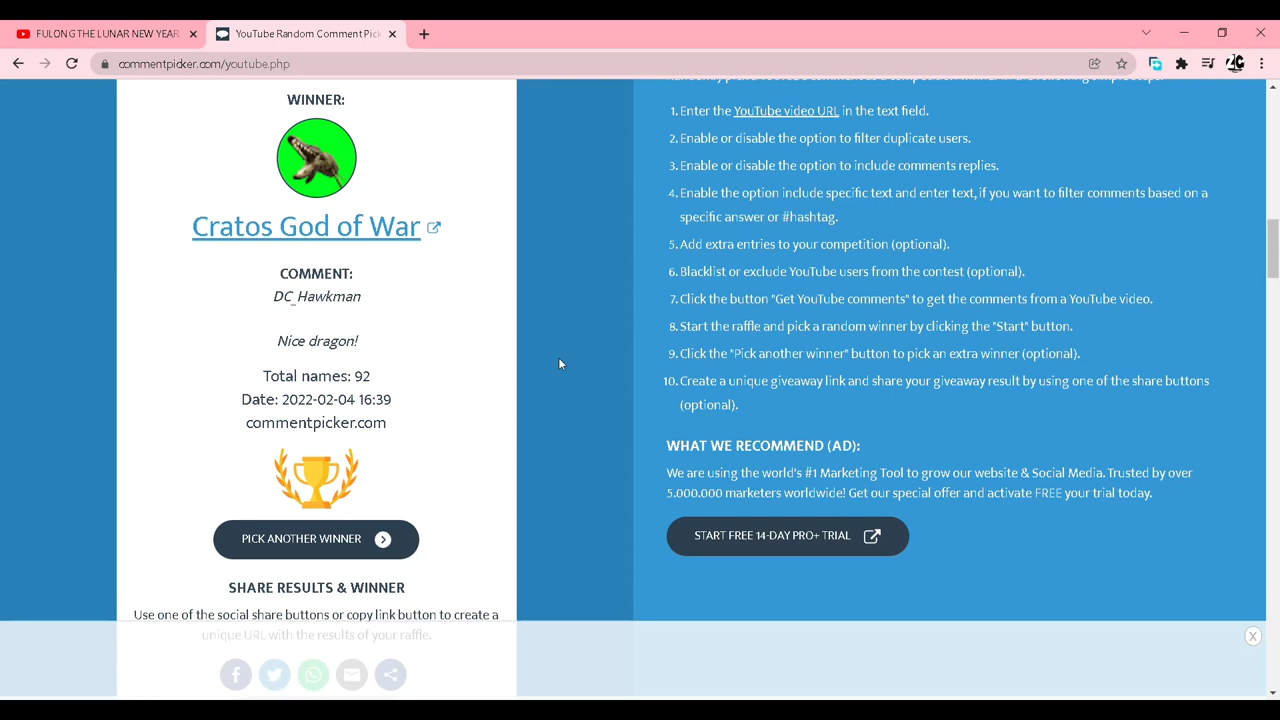 FULONG THE LUNAR NEW YEAR
YouTube Random Comment Pick
commentpicker.com/youtube.php
WINNER:
Cratos God of War
COMMENT:
DC_Hawkman
Nice dragon!
Total names: 92
Date: 2022-02-04 16:39
commentpicker.com
PICK ANOTHER WINNER
SHARE RESULTS & WINNER
Use one of the social share buttons or copy link button to create a
unique URL with the results of your raffle.
1. Enter the YouTube video URL in the text field.
2. Enable or disable the option to filter duplicate users.
3. Enable or disable the option to include comments replies.
4. Enable the option include specific text and enter text, if you want to filter comments based on a
specific answer or #hashtag.
5. Add extra entries to your competition (optional).
6. Blacklist or exclude YouTube users from the contest (optional).
7. Click the button "Get YouTube comments" to get the comments from a YouTube video.
8. Start the raffle and pick a random winner by clicking the "Start" button.
9. Click the "Pick another winner" button to pick an extra winner (optional).
10. Create a unique giveaway link and share your giveaway result by using one of the share buttons
(optional).
WHAT WE RECOMMEND (AD):
We are using the world's #1 Marketing Tool to grow our website & Social Media. Trusted by over
5.000.000 marketers worldwide! Get our special offer and activate FREE your trial today.
START FREE 14-DAY PRO+ TRIAL